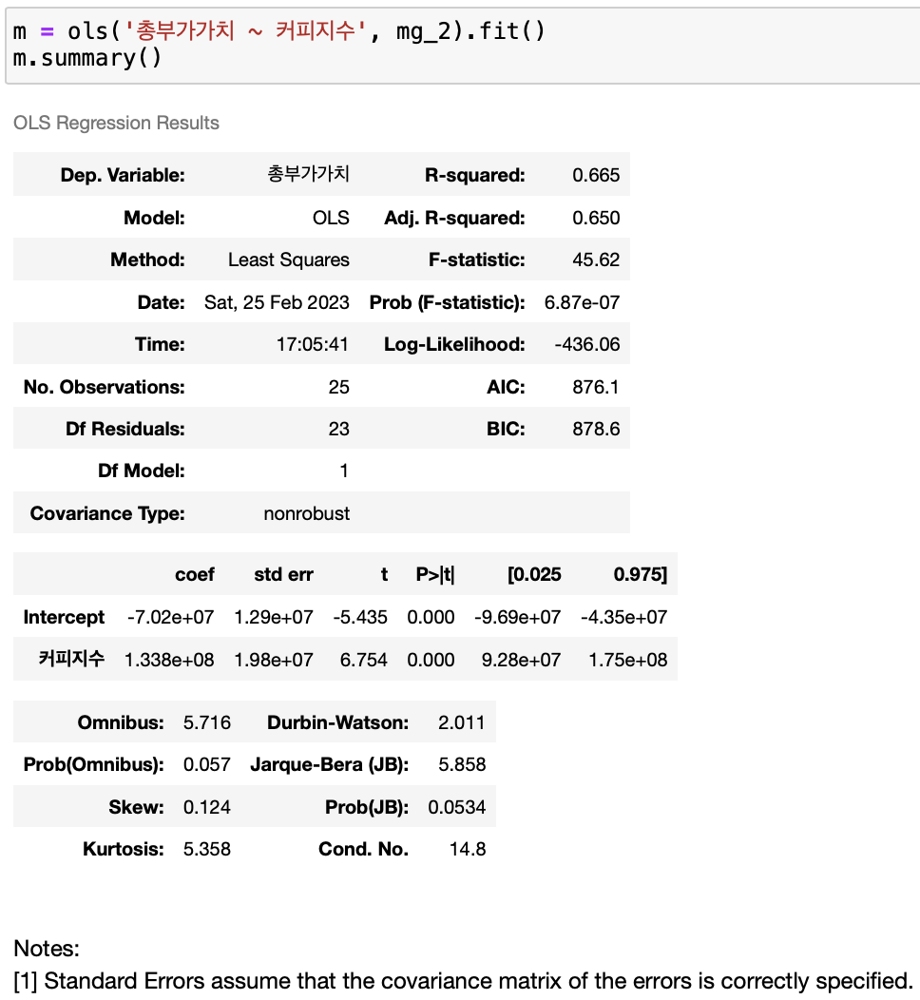 m = ols('총부가가치 ~ 커피지수', mg_2).fit()
m.summary()
OLS Regression Results
Dep. Variable: 총부가가치 R-squared: 0.665
Model: OLS Adj. R-squared: 0.650
Method: Least Squares F-statistic: 45.62
Date: Sat, 25 Feb 2023 Prob (F-statistic): 6.87e-07
Time: 17:05:41 Log-Likelihood: -436.06
No. Observations: 25 AIC: 876.1
Df Residuals: 23 BIC: 878.6
Df Model: 1
Covariance Type: nonrobust
coef std err t P>|t| [0.025 0.975]
Intercept -7.02e+07 1.29e+07 -5.435 0.000 -9.69e+07 -4.35e+07
커피지수 1.338e+08 1.98e+07 6.754 0.000 9.28e+07 1.75e+08
Omnibus: 5.716 Durbin-Watson: 2.011
Prob(Omnibus): 0.057 Jarque-Bera (JB): 5.858
Skew: 0.124 Prob(JB): 0.0534
Kurtosis: 5.358 Cond. No. 14.8
Notes:
[1] Standard Errors assume that the covariance matrix of the errors is correctly specified.